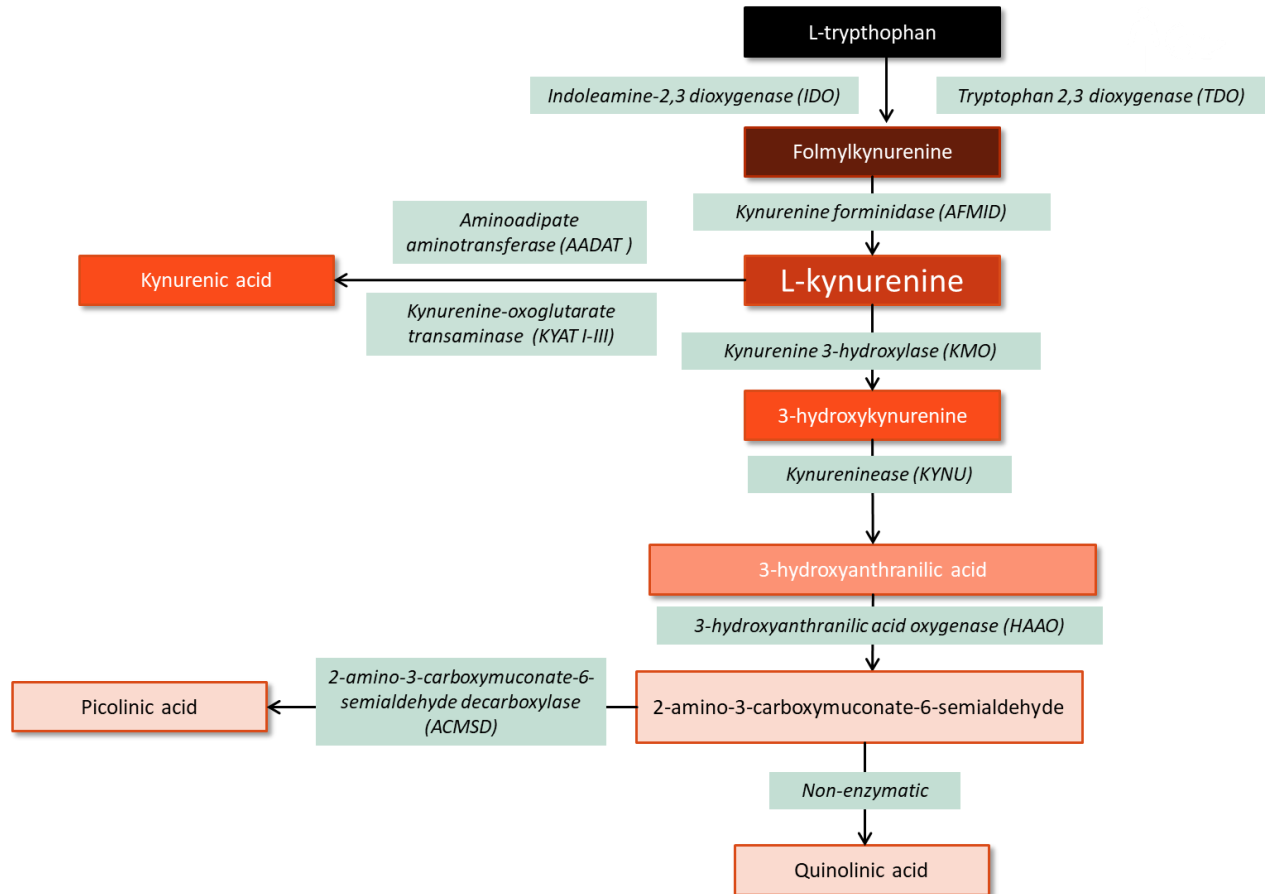 L-trypthophan
Indoleamine-2,3 dioxygenase (IDO)
Tryptophan 2,3 dioxygenase (TDO)
Folmylkynurenine
Kynurenine forminidase (AFMID)
Aminoadipate
aminotransferase (AADAT )
Kynurenic acid
L-kynurenine
Kynurenine-oxoglutarate
transaminase (KYAT I-III)
Kynurenine 3-hydroxylase (KMO)
3-hydroxykynurenine
Kynureninease (KYNU)
3-hydroxyanthranilic acid
3-hydroxyanthranilic acid oxygenase (HAAO)
2-amino-3-carboxymuconate-6-
semialdehyde decarboxylase
(ACMSD)
Picolinic acid
2-amino-3-carboxymuconate-6-semialdehyde
Non-enzymatic
Quinolinic acid